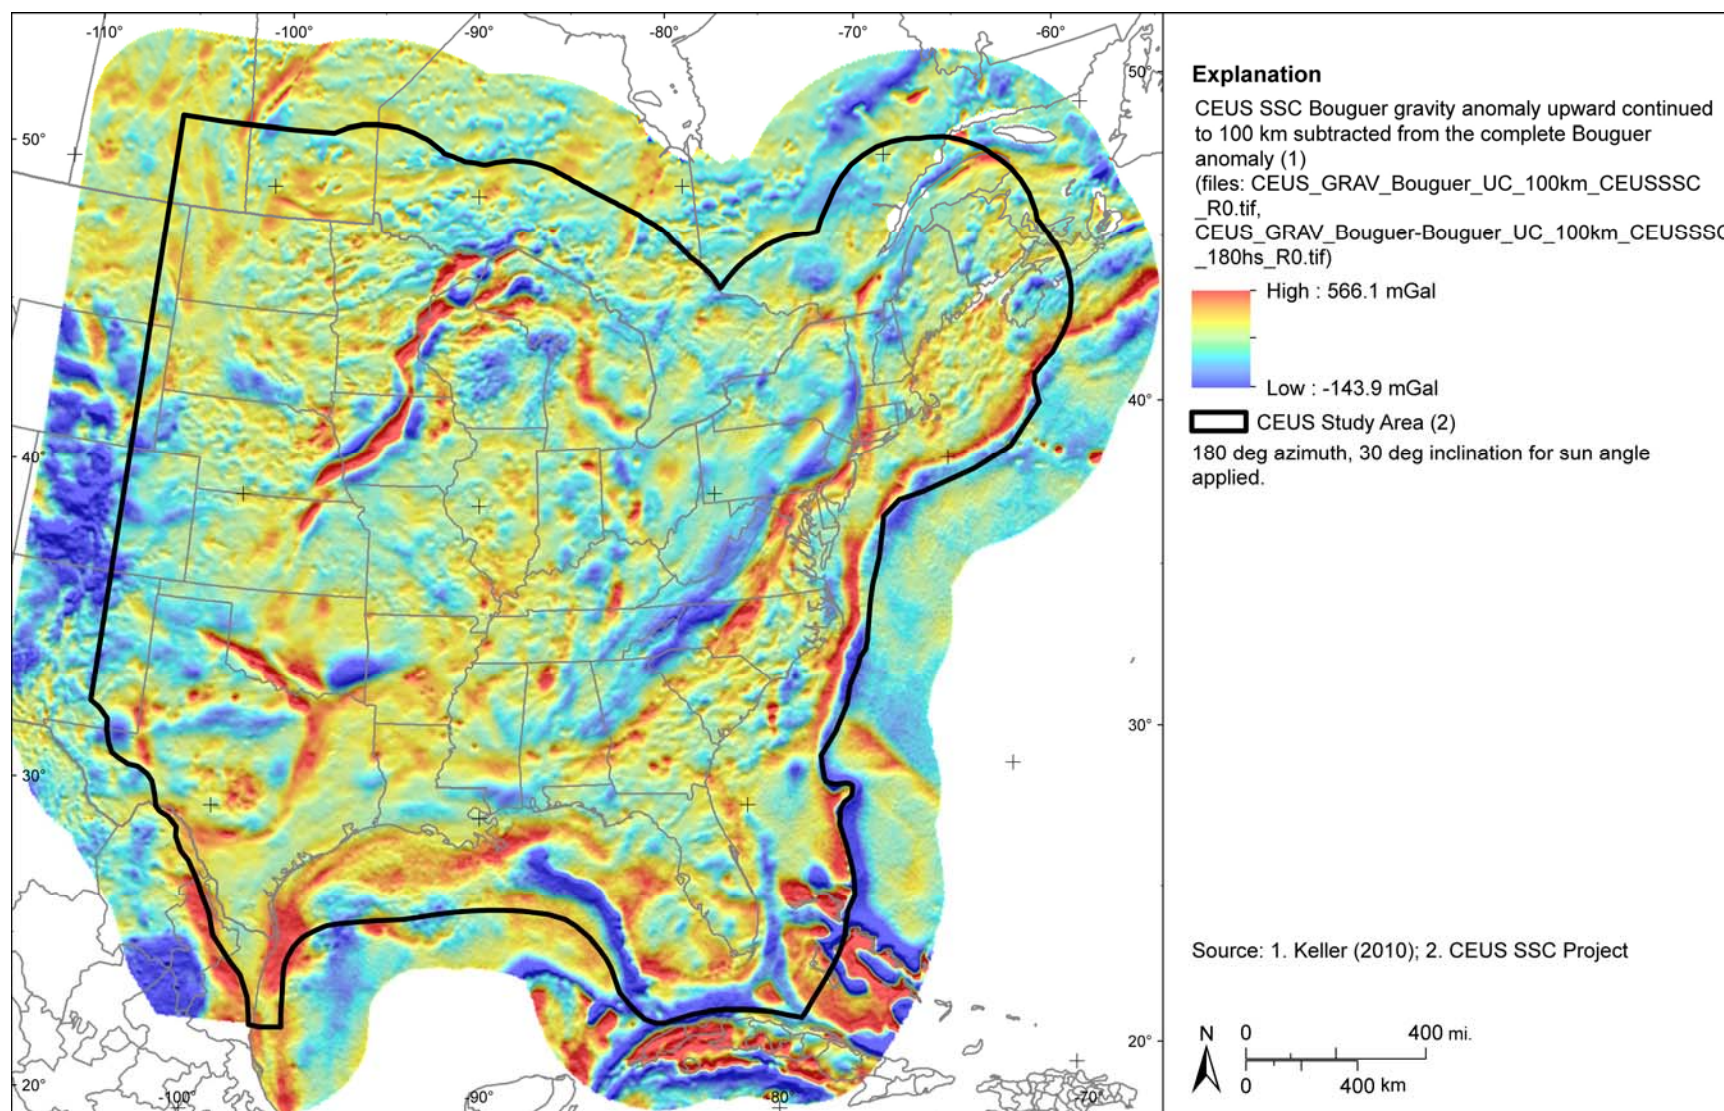 -110°
-100°
-90°
-80°
-70°
-60°
50°
50°
40°
40°
30°
30°
20°
20°
-100°
-90°
-80°
-70°
Explanation
CEUS SSC Bouguer gravity anomaly upward continued
to 100 km subtracted from the complete Bouguer
anomaly (1)
(files: CEUS_GRAV_Bouguer_UC_100km_CEUSSSC
_R0.tif,
CEUS_GRAV_Bouguer-Bouguer_UC_100km_CEUSSSC
_180hs_R0.tif)
High : 566.1 mGal
Low : -143.9 mGal
CEUS Study Area (2)
180 deg azimuth, 30 deg inclination for sun angle
applied.
Source: 1. Keller (2010); 2. CEUS SSC Project
N
0 400 mi.
0 400 km